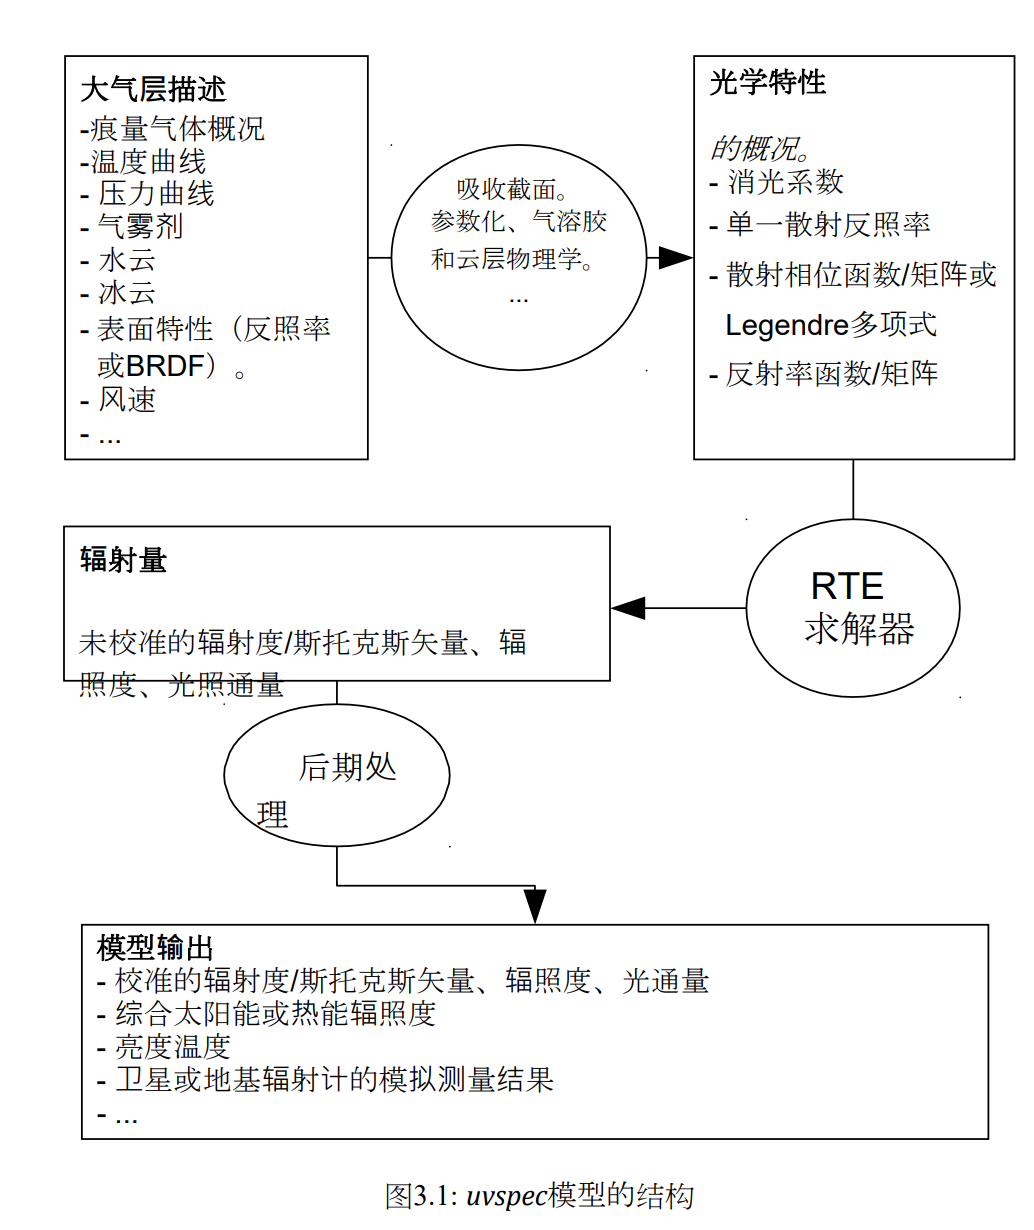 大气层描述
-痕量气体概况
-温度曲线
- 压力曲线
- 气雾剂
- 水云
- 冰云
- 表面特性（反照率
或BRDF）。
- 风速
- ...
吸收截面。
参数化、气溶胶
和云层物理学。
...
光学特性
的概况。
- 消光系数
- 单一散射反照率
- 散射相位函数/矩阵或
Legendre多项式
- 反射率函数/矩阵
RTE
求解器
辐射量
未校准的辐射度/斯托克斯矢量、辐
照度、光照通量
后期处
理
模型输出
- 校准的辐射度/斯托克斯矢量、辐照度、光通量
- 综合太阳能或热能辐照度
- 亮度温度
- 卫星或地基辐射计的模拟测量结果
- ...
图3.1: uvspec模型的结构